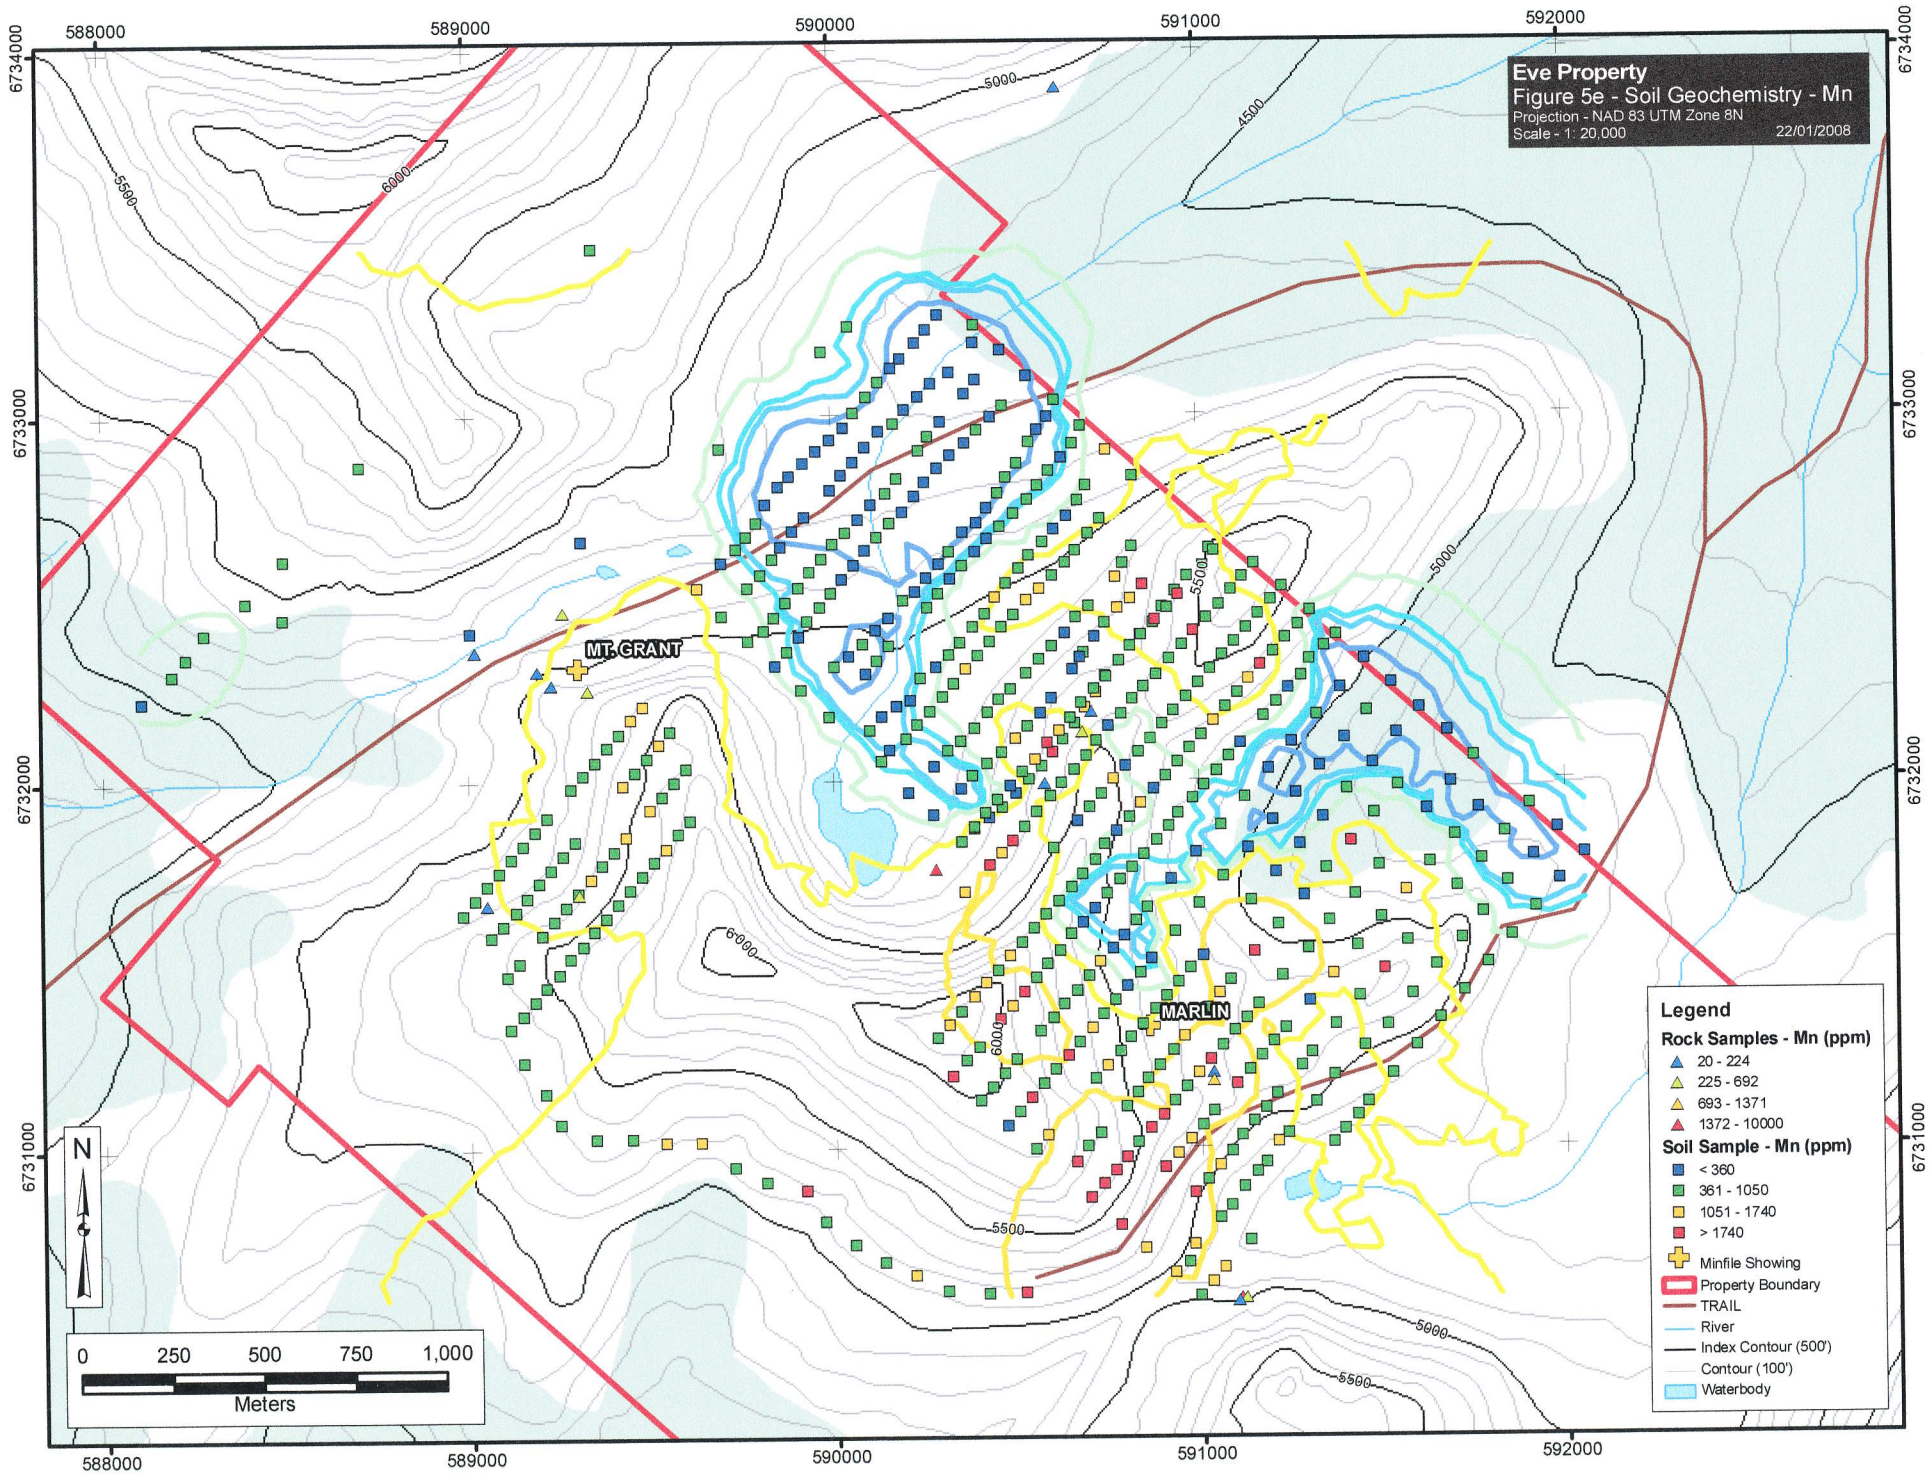 588000
589000
590000
591000
592000
6734000
6734000
Eve Property
Figure 5e - Soil Geochemistry - Mn
Projection - NAD 83 UTM Zone 8N
Scale - 1: 20,000
22/01/2008
5000
4500
5500
6000
6733000
6733000
5000
5500
MT. GRANT
6732000
6732000
6000
MARLIN
6000
6731000
6731000
5500
5000
5500
N
0 250 500 750 1,000
Meters
Legend
Rock Samples - Mn (ppm)
20 - 224
225 - 692
693 - 1371
1372 - 10000
Soil Sample - Mn (ppm)
< 360
361 - 1050
1051 - 1740
> 1740
Minfile Showing
Property Boundary
TRAIL
River
Index Contour (500')
Contour (100')
Waterbody
588000
589000
590000
591000
592000